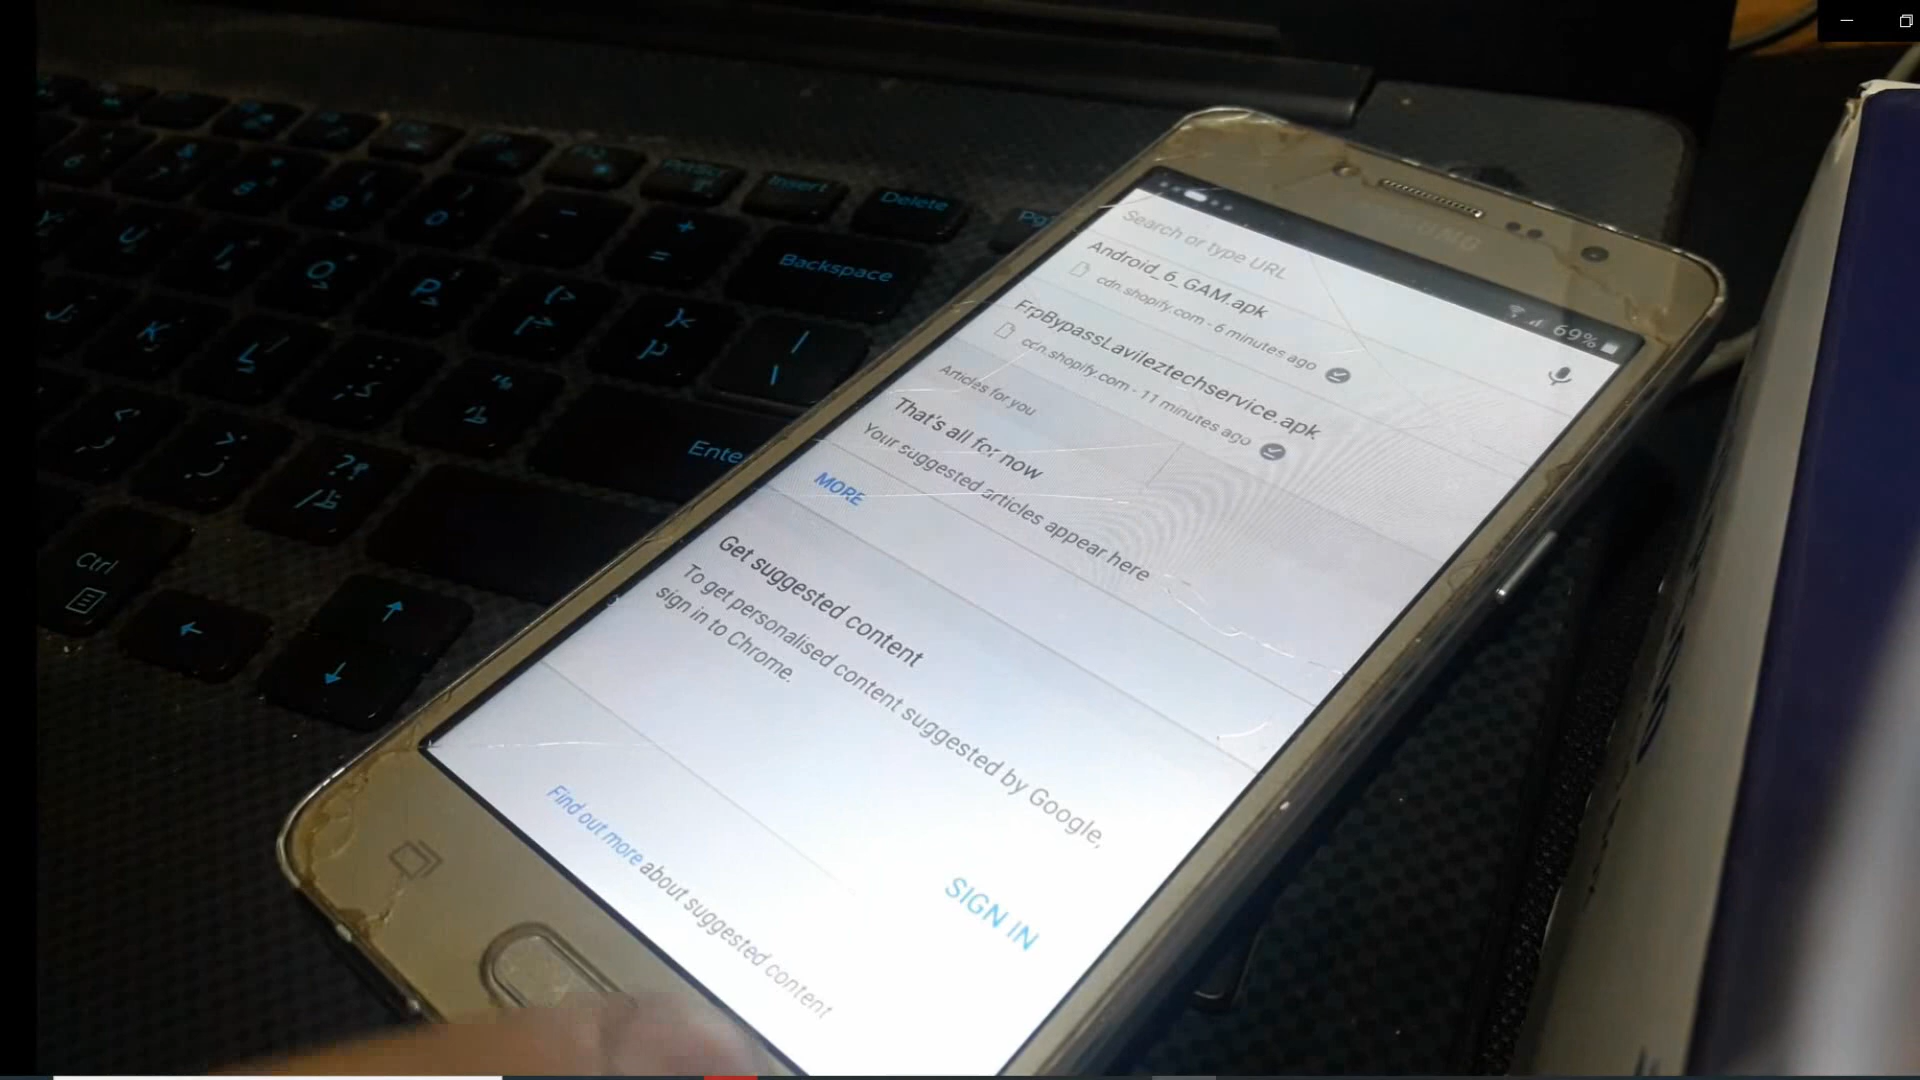 69%
Search or type URL
Android_6_GAM.apk
cdn.shopify.com - 6 minutes ago
FrpBypassLavileztechservice.apk
cdn.shopify.com - 11 minutes ago
Articles for you
That's all for now
Your suggested articles appear here
MORE
Get suggested content
To get personalised content suggested by Google,
sign in to Chrome.
SIGN IN
Find out more about suggested content
Insert
Delete
Backspace
Ente
Ctrl